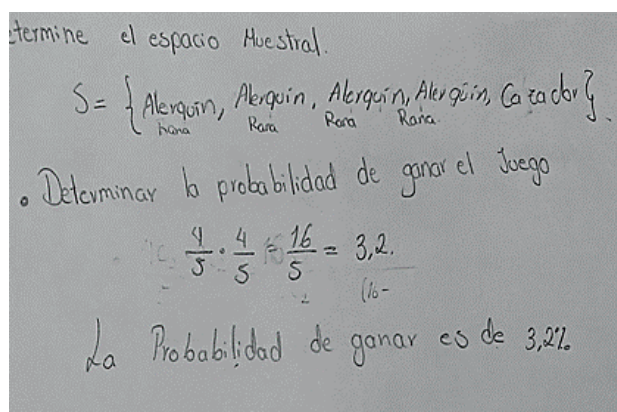 etermine el espacio Muestral.
S= { Alerquin, Alerquin, Alerquin, Alerquin, Cazador}.
Rana Rana Rana Rana.
• Determinar la probabilidad de ganar el Juego
4/5 · 4/5 = 16/5 = 3,2.
La Probabilidad de ganar es de 3,2%